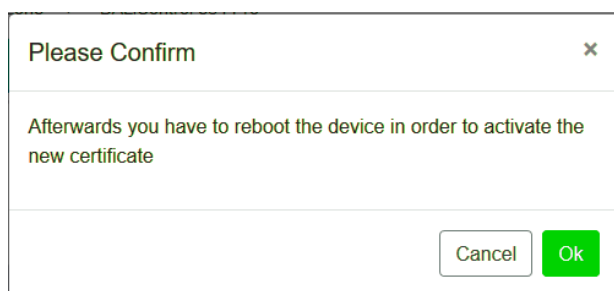 Please Confirm
×
Afterwards you have to reboot the device in order to activate the
new certificate
Cancel
Ok